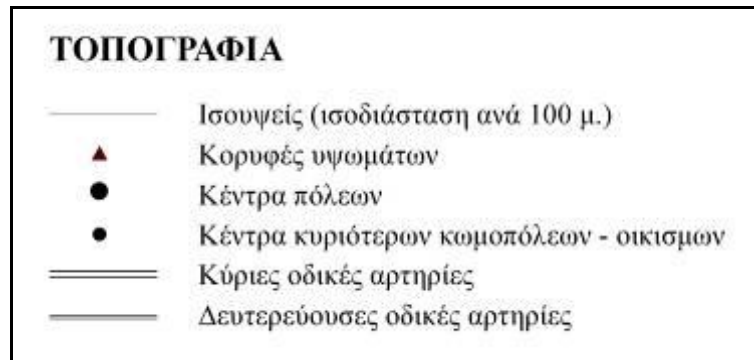 ΤΟΠΟΓΡΑΦΙΑ
Ισουψείς (ισοδιάσταση ανά 100 μ.)
Κορυφές υψωμάτων
Κέντρα πόλεων
Κέντρα κυριότερων κωμοπόλεων - οικισμων
Κύριες οδικές αρτηρίες
Δευτερεύουσες οδικές αρτηρίες